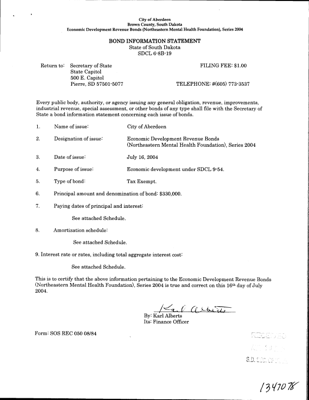 City of Aberdeen
Brown County, South Dakota
Economic Development Revenue Bonds (Northeastern Mental Health Foundation), Series 2004
BOND INFORMATION STATEMENT
State of South Dakota
SDCL 6-8B-19
Return to: Secretary of State FILING FEE: $1.00
State Capitol
500 E. Capitol
Pierre, SD 57501-5077 TELEPHONE: #(605) 773-3537
Every public body, authority, or agency issuing any general obligation, revenue, improvements,
industrial revenue, special assessment, or other bonds of any type shall file with the Secretary of
State a bond information statement concerning each issue of bonds.
1. Name of issue: City of Aberdeen
2. Designation of issue: Economic Development Revenue Bonds
(Northeastern Mental Health Foundation), Series 2004
3. Date of issue: July 16, 2004
4. Purpose of issue: Economic development under SDCL 9-54.
5. Type of bond: Tax Exempt.
6. Principal amount and denomination of bond: $330,000.
7. Paying dates of principal and interest:
See attached Schedule.
8. Amortization schedule:
See attached Schedule.
9. Interest rate or rates, including total aggregate interest cost:
See attached Schedule.
This is to certify that the above information pertaining to the Economic Development Revenue Bonds
(Northeastern Mental Health Foundation), Series 2004 is true and correct on this 16th day of July
2004.
Karl Alberts
By: Karl Alberts
Its: Finance Officer
Form: SOS REC 050 08/84
1347078